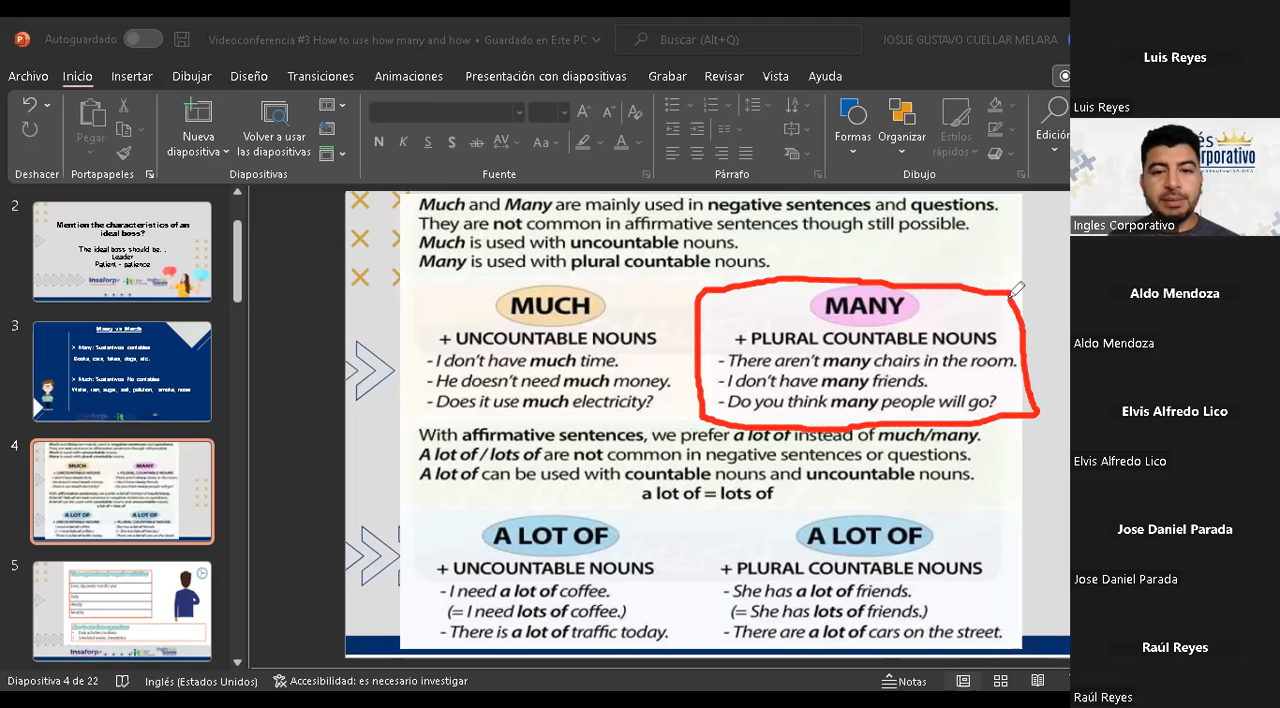 Autoguardado
Videoconferencia #3 How to use how many and how • Guardado en Este PC
Buscar (Alt+Q)
JOSUE GUSTAVO CUELLAR MELARA
Archivo Inicio Insertar Dibujar Diseño Transiciones Animaciones Presentación con diapositivas Grabar Revisar Vista Ayuda
Pegar
Nueva diapositiva
Volver a usar las diapositivas
Formas
Organizar
Estilos rápidos
Edición
Deshacer Portapapeles Diapositivas Fuente Párrafo Dibujo
2
Mention the characteristics of an
ideal boss?
The ideal boss should be...
Leader
Patient - patience
3
Many vs Much
Many: Sustantivos contables
Books, cars, bikes, dogs, etc.
Much: Sustantivos No contables
4
5
Much and Many are mainly used in negative sentences and questions.
They are not common in affirmative sentences though still possible.
Much is used with uncountable nouns.
Many is used with plural countable nouns.
MUCH
+ UNCOUNTABLE NOUNS
- I don't have much time.
- He doesn't need much money.
- Does it use much electricity?
MANY
+ PLURAL COUNTABLE NOUNS
- There aren't many chairs in the room.
- I don't have many friends.
- Do you think many people will go?
With affirmative sentences, we prefer a lot of instead of much/many.
A lot of / lots of are not common in negative sentences or questions.
A lot of can be used with countable nouns and uncountable nouns.
a lot of = lots of
A LOT OF
+ UNCOUNTABLE NOUNS
- I need a lot of coffee.
(= I need lots of coffee.)
- There is a lot of traffic today.
A LOT OF
+ PLURAL COUNTABLE NOUNS
- She has a lot of friends.
(= She has lots of friends.)
- There are a lot of cars on the street.
Diapositiva 4 de 22
Inglés (Estados Unidos)
Accesibilidad: es necesario investigar
Notas
Luis Reyes
Luis Reyes
Ingles Corporativo
Aldo Mendoza
Aldo Mendoza
Elvis Alfredo Lico
Elvis Alfredo Lico
Jose Daniel Parada
Jose Daniel Parada
Raúl Reyes
Raúl Reyes